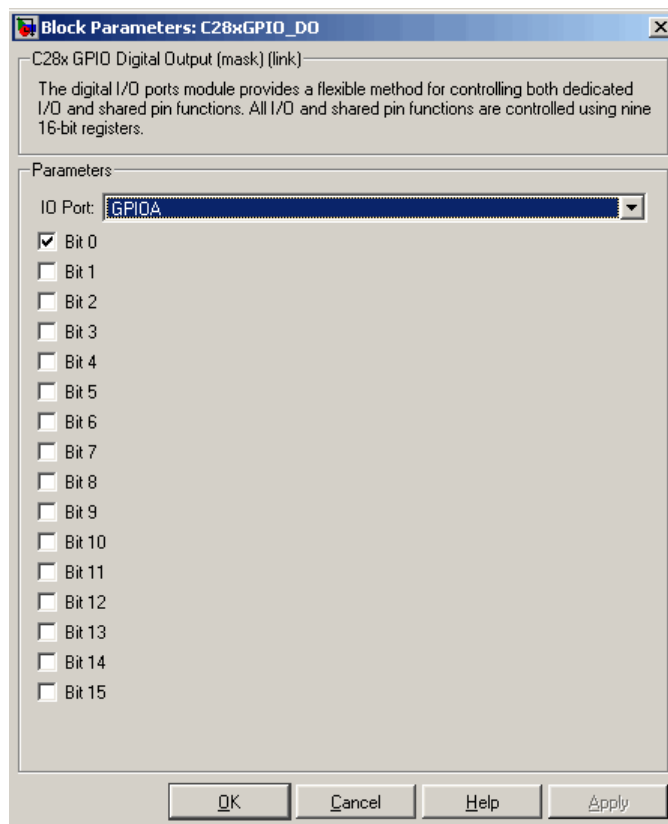 Block Parameters: C28xGPIO_DO
C28x GPIO Digital Output (mask) (link)
The digital I/O ports module provides a flexible method for controlling both dedicated
I/O and shared pin functions. All I/O and shared pin functions are controlled using nine
16-bit registers.
Parameters
IO Port: GPIOA
Bit 0
Bit 1
Bit 2
Bit 3
Bit 4
Bit 5
Bit 6
Bit 7
Bit 8
Bit 9
Bit 10
Bit 11
Bit 12
Bit 13
Bit 14
Bit 15
OK Cancel Help Apply